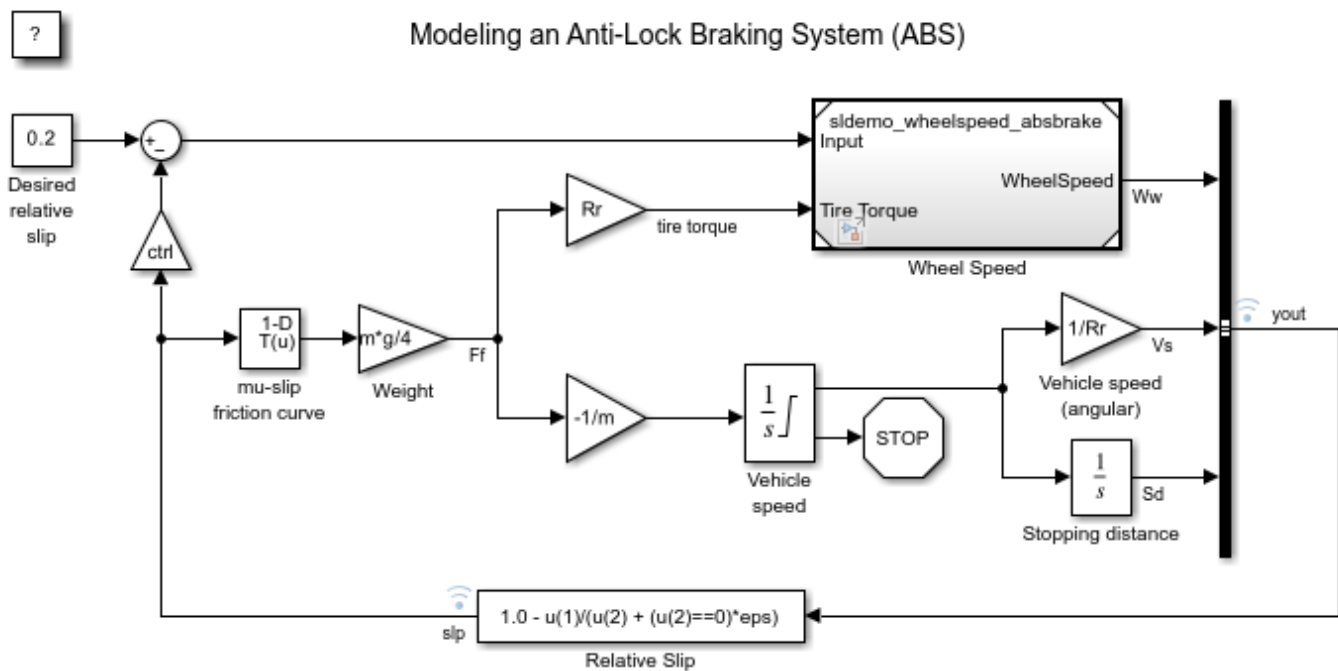 ?
Modeling an Anti-Lock Braking System (ABS)
0.2
Desired
relative
slip
+
_
ctrl
sldemo_wheelspeed_absbrake
Input
WheelSpeed
Tire Torque
Wheel Speed
Ww
Rr
tire torque
1-D
T(u)
mu-slip
friction curve
m*g/4
Weight
Ff
-1/m
1
s
Vehicle
speed
STOP
1/Rr
Vs
Vehicle speed
(angular)
1
s
Sd
Stopping distance
yout
slp
1.0 - u(1)/(u(2) + (u(2)==0)*eps)
Relative Slip